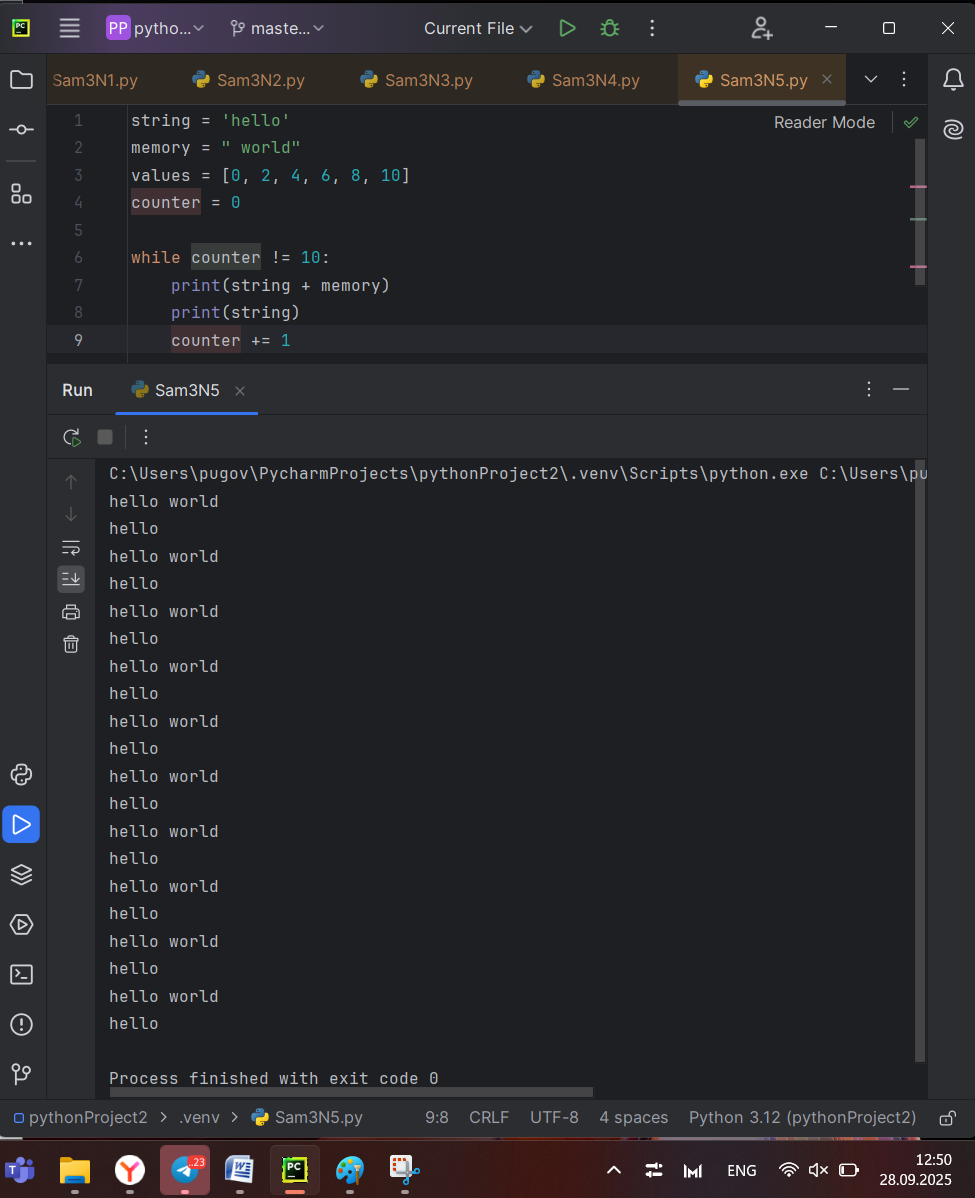 PC PP pytho... maste... Current File
Sam3N1.py Sam3N2.py Sam3N3.py Sam3N4.py Sam3N5.py
Reader Mode
1 string = 'hello'
2 memory = " world"
3 values = [0, 2, 4, 6, 8, 10]
4 counter = 0
5
6 while counter != 10:
7 print(string + memory)
8 print(string)
9 counter += 1
Run Sam3N5
C:\Users\pugov\PycharmProjects\pythonProject2\.venv\Scripts\python.exe C:\Users\pu
hello world
hello
hello world
hello
hello world
hello
hello world
hello
hello world
hello
hello world
hello
hello world
hello
hello world
hello
hello world
hello
hello world
hello
Process finished with exit code 0
pythonProject2 > .venv > Sam3N5.py 9:8 CRLF UTF-8 4 spaces Python 3.12 (pythonProject2)
T Y ..23 W PC ENG 12:50
28.09.2025